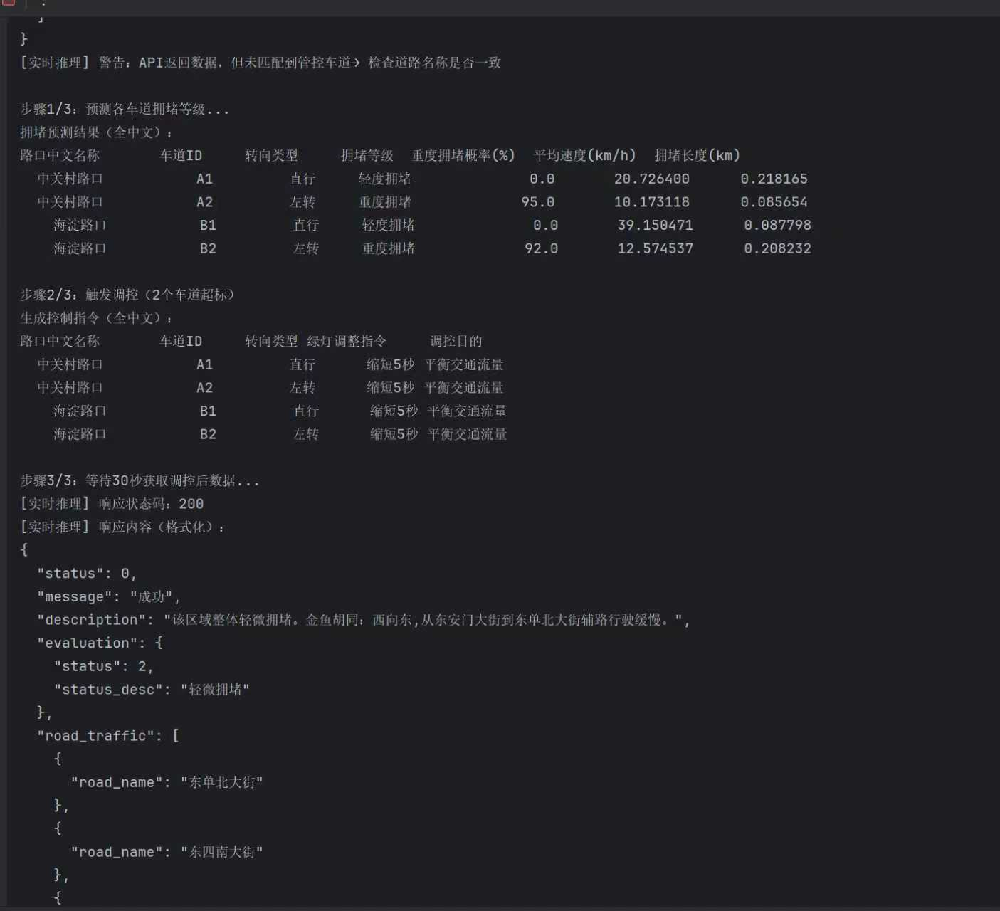 ]
}
[实时推理] 警告：API返回数据，但未匹配到管控车道→ 检查道路名称是否一致
步骤1/3：预测各车道拥堵等级...
拥堵预测结果（全中文）：
路口中文名称 车道ID 转向类型 拥堵等级 重度拥堵概率(%) 平均速度(km/h) 拥堵长度(km)
中关村路口 A1 直行 轻度拥堵 0.0 20.726400 0.218165
中关村路口 A2 左转 重度拥堵 95.0 10.173118 0.085654
海淀路口 B1 直行 轻度拥堵 0.0 39.150471 0.087798
海淀路口 B2 左转 重度拥堵 92.0 12.574537 0.208232
步骤2/3：触发调控（2个车道超标）
生成控制指令（全中文）：
路口中文名称 车道ID 转向类型 绿灯调整指令 调控目的
中关村路口 A1 直行 缩短5秒 平衡交通流量
中关村路口 A2 左转 缩短5秒 平衡交通流量
海淀路口 B1 直行 缩短5秒 平衡交通流量
海淀路口 B2 左转 缩短5秒 平衡交通流量
步骤3/3：等待30秒获取调控后数据...
[实时推理] 响应状态码：200
[实时推理] 响应内容（格式化）：
{
"status": 0,
"message": "成功",
"description": "该区域整体轻微拥堵。金鱼胡同：西向东,从东安门大街到东单北大街辅路行驶缓慢。",
"evaluation": {
"status": 2,
"status_desc": "轻微拥堵"
},
"road_traffic": [
{
"road_name": "东单北大街"
},
{
"road_name": "东四南大街"
},
{